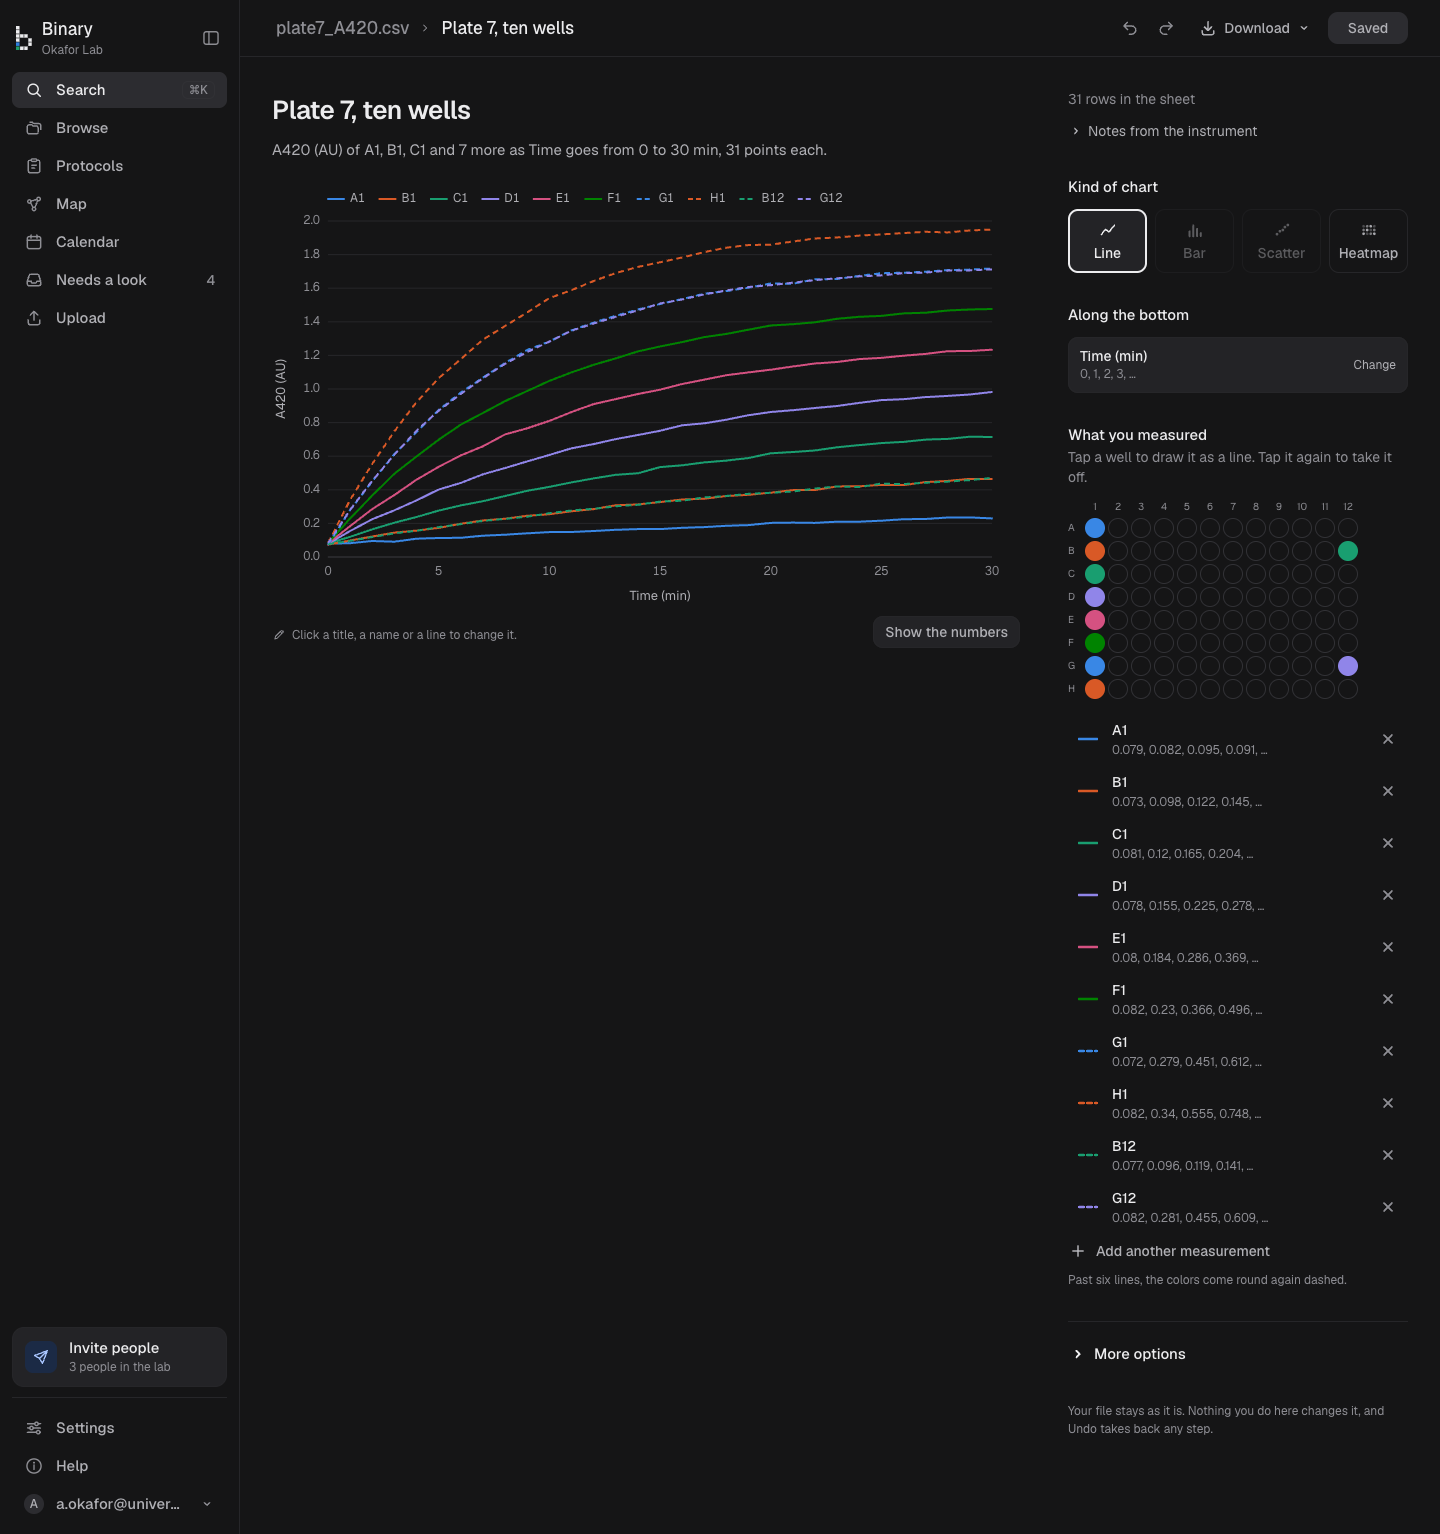 Binary
Okafor Lab
Search ⌘K
Browse
Protocols
Map
Calendar
Needs a look 4
Upload
Invite people
3 people in the lab
Settings
Help
A a.okafor@univer...
plate7_A420.csv › Plate 7, ten wells
Download
Saved
Plate 7, ten wells
A420 (AU) of A1, B1, C1 and 7 more as Time goes from 0 to 30 min, 31 points each.
A1 B1 C1 D1 E1 F1 G1 H1 B12 G12
2.0
1.8
1.6
1.4
1.2
1.0
0.8
0.6
0.4
0.2
0.0
A420 (AU)
0 5 10 15 20 25 30
Time (min)
Click a title, a name or a line to change it.
Show the numbers
31 rows in the sheet
Notes from the instrument
Kind of chart
Line Bar Scatter Heatmap
Along the bottom
Time (min)
0, 1, 2, 3, ...
Change
What you measured
Tap a well to draw it as a line. Tap it again to take it
off.
1 2 3 4 5 6 7 8 9 10 11 12
A
B
C
D
E
F
G
H
A1
0.079, 0.082, 0.095, 0.091, ...
B1
0.073, 0.098, 0.122, 0.145, ...
C1
0.081, 0.12, 0.165, 0.204, ...
D1
0.078, 0.155, 0.225, 0.278, ...
E1
0.08, 0.184, 0.286, 0.369, ...
F1
0.082, 0.23, 0.366, 0.496, ...
G1
0.072, 0.279, 0.451, 0.612, ...
H1
0.082, 0.34, 0.555, 0.748, ...
B12
0.077, 0.096, 0.119, 0.141, ...
G12
0.082, 0.281, 0.455, 0.609, ...
Add another measurement
Past six lines, the colors come round again dashed.
More options
Your file stays as it is. Nothing you do here changes it, and
Undo takes back any step.